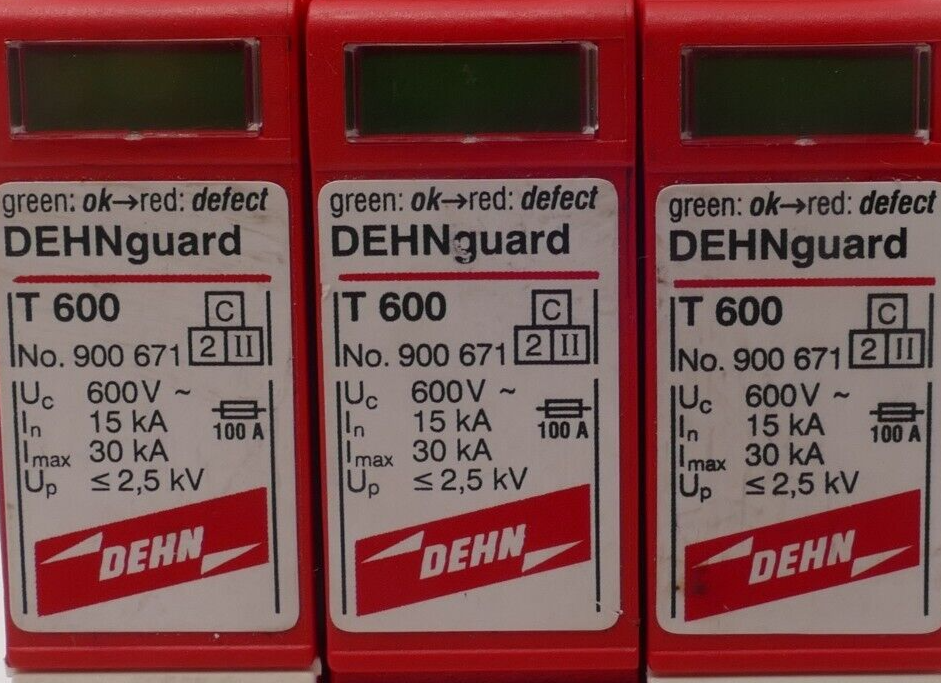 green: ok→red: defect
DEHNguard
T 600
C
2 II
No. 900 671
Uc 600V ~
In 15 kA
100 A
Imax 30 kA
Up ≤2,5 kV
DEHN
green: ok→red: defect
DEHNguard
T 600
C
2 II
No. 900 671
Uc 600V ~
In 15 kA
100 A
Imax 30 kA
Up ≤2,5 kV
DEHN
green: ok→red: defect
DEHNguard
T 600
C
2 II
No. 900 671
Uc 600V ~
In 15 kA
100 A
Imax 30 kA
Up ≤2,5 kV
DEHN